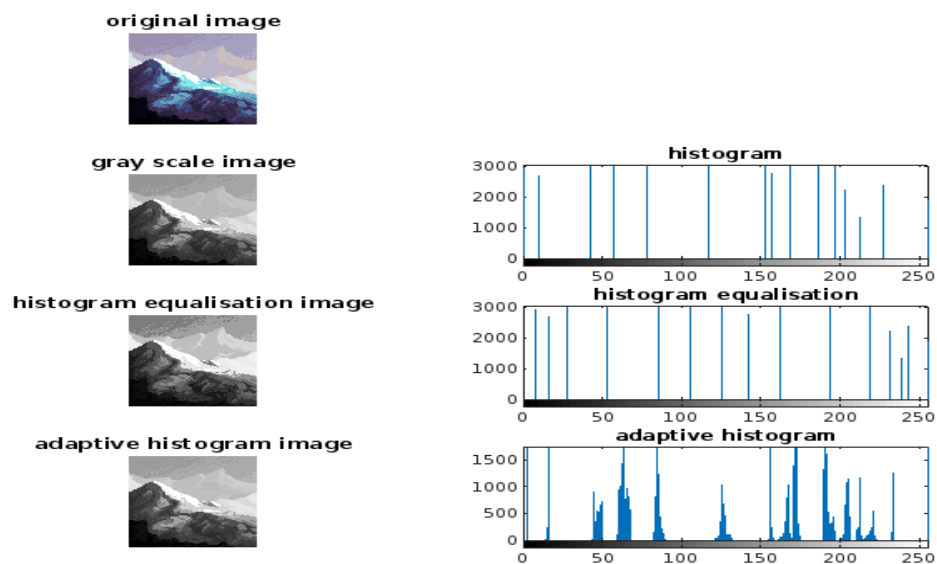 original image
gray scale image
histogram
3000
2000
1000
0
0 50 100 150 200 250
histogram equalisation image
histogram equalisation
3000
2000
1000
0
0 50 100 150 200 250
adaptive histogram image
adaptive histogram
1500
1000
500
0
0 50 100 150 200 250